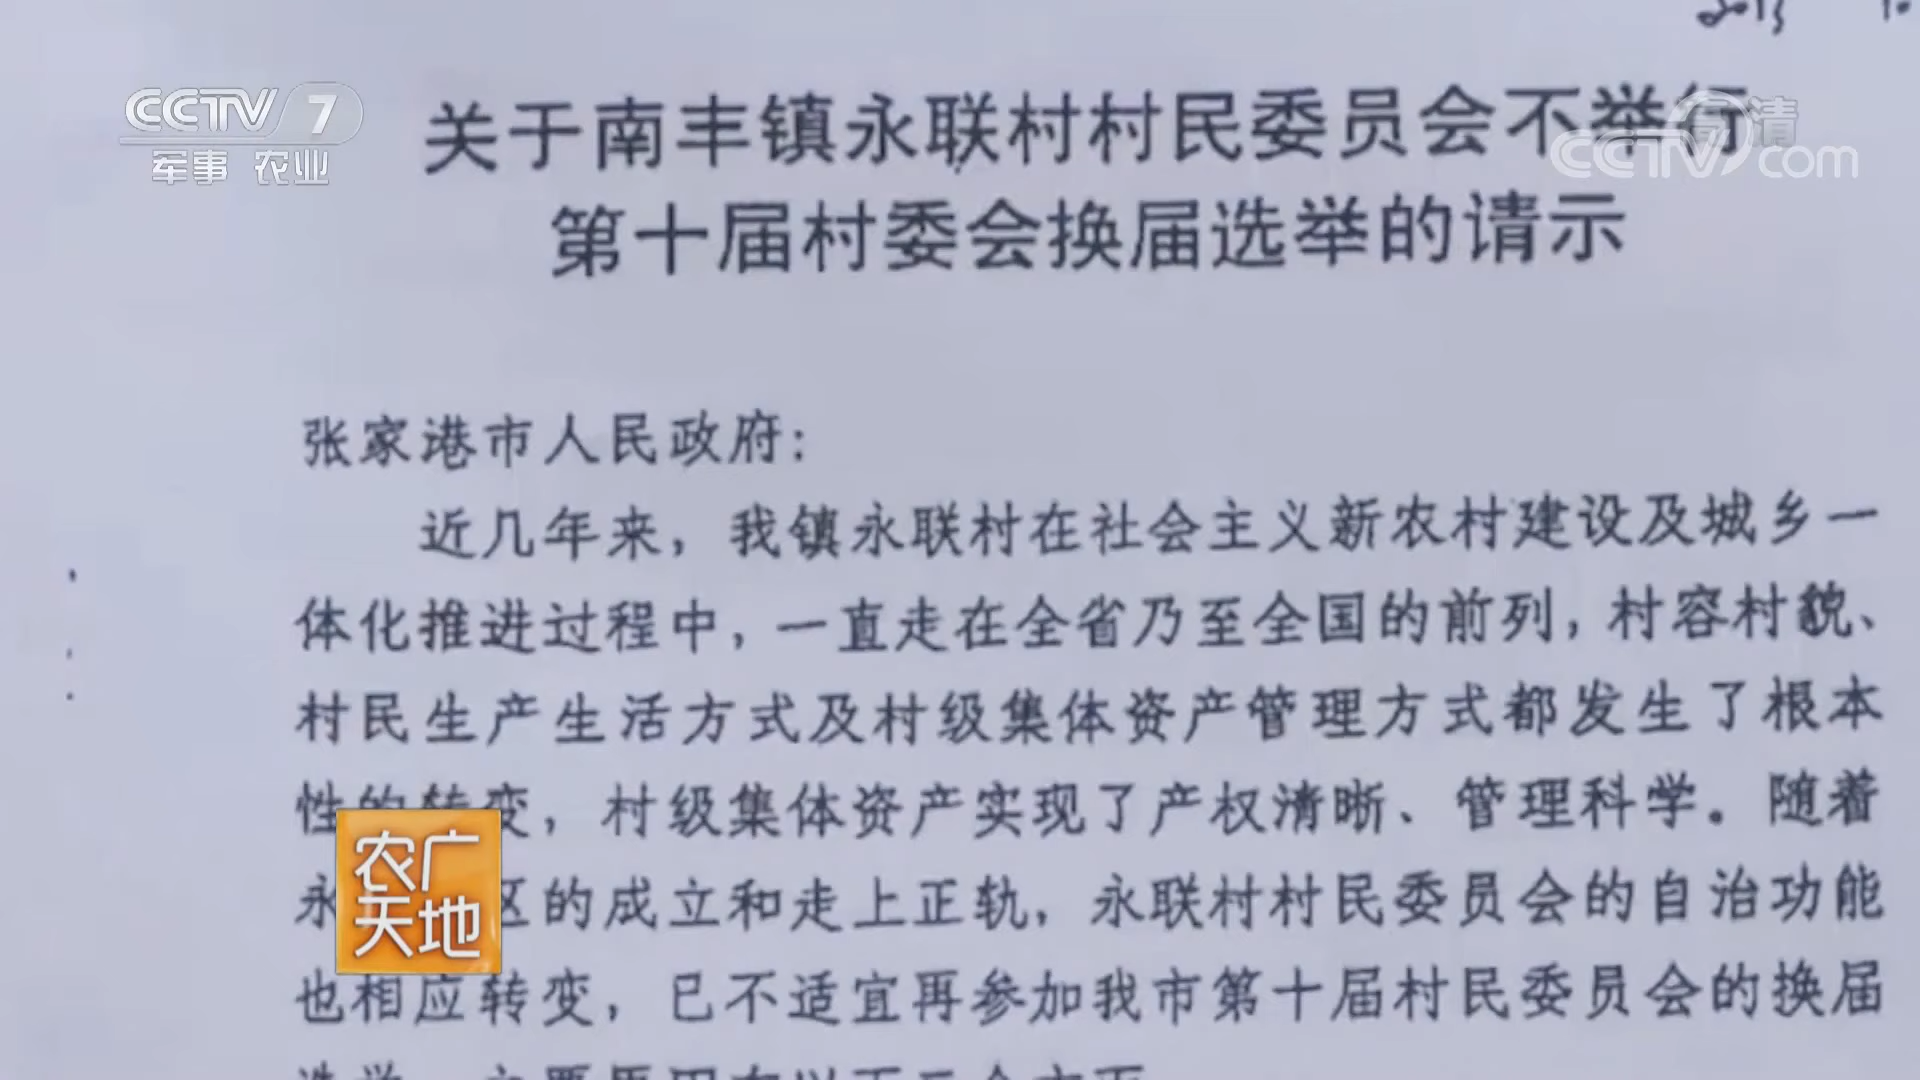 CCTV 7
军事 农业
高清
CCTV.com
关于南丰镇永联村村民委员会不举行
第十届村委会换届选举的请示
张家港市人民政府：
近几年来，我镇永联村在社会主义新农村建设及城乡一
体化推进过程中，一直走在全省乃至全国的前列，村容村貌、
村民生产生活方式及村级集体资产管理方式都发生了根本
性的转变，村级集体资产实现了产权清晰、管理科学。随着
永 区的成立和走上正轨，永联村村民委员会的自治功能
也相应转变，已不适宜再参加我市第十届村民委员会的换届
农广
天地